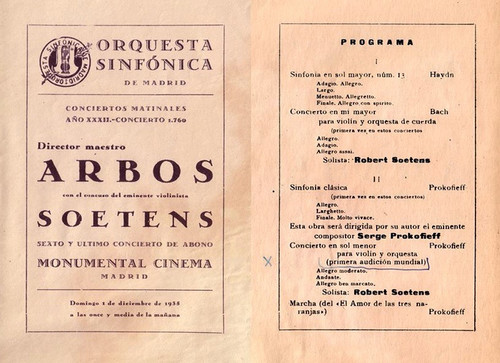 ORQUESTA
SINFÓNICA
DE MADRID
CONCIERTOS MATINALES
AÑO XXXII.-CONCIERTO 1.760
Director maestro
ARBOS
con el concurso del eminente violinista
SOETENS
SEXTO Y ULTIMO CONCIERTO DE ABONO
MONUMENTAL CINEMA
MADRID
Domingo 1 de diciembre de 1935
a las once y media de la mañana
PROGRAMA
I
Sinfonía en sol mayor, núm. 13 Haydn
Adagio. Allegro.
Largo.
Menuetto. Allegretto.
Finale. Allegro con spirito.
Concierto en mi mayor Bach
para violín y orquesta de cuerda
(primera vez en estos conciertos)
Allegro.
Adagio.
Allegro assai.
Solista: Robert Soetens
II
Sinfonía clásica Prokofieff
(primera vez en estos conciertos)
Allegro.
Larghetto.
Finale. Molto vivace.
Esta obra será dirigida por su autor el eminente
compositor Serge Prokofieff
Concierto en sol menor Prokofieff
para violín y orquesta
x (primera audición mundial)
Allegro moderato.
Andante.
Allegro ben marcato.
Solista: Robert Soetens
Marcha (del «El Amor de las tres na-
ranjas») Prokofieff